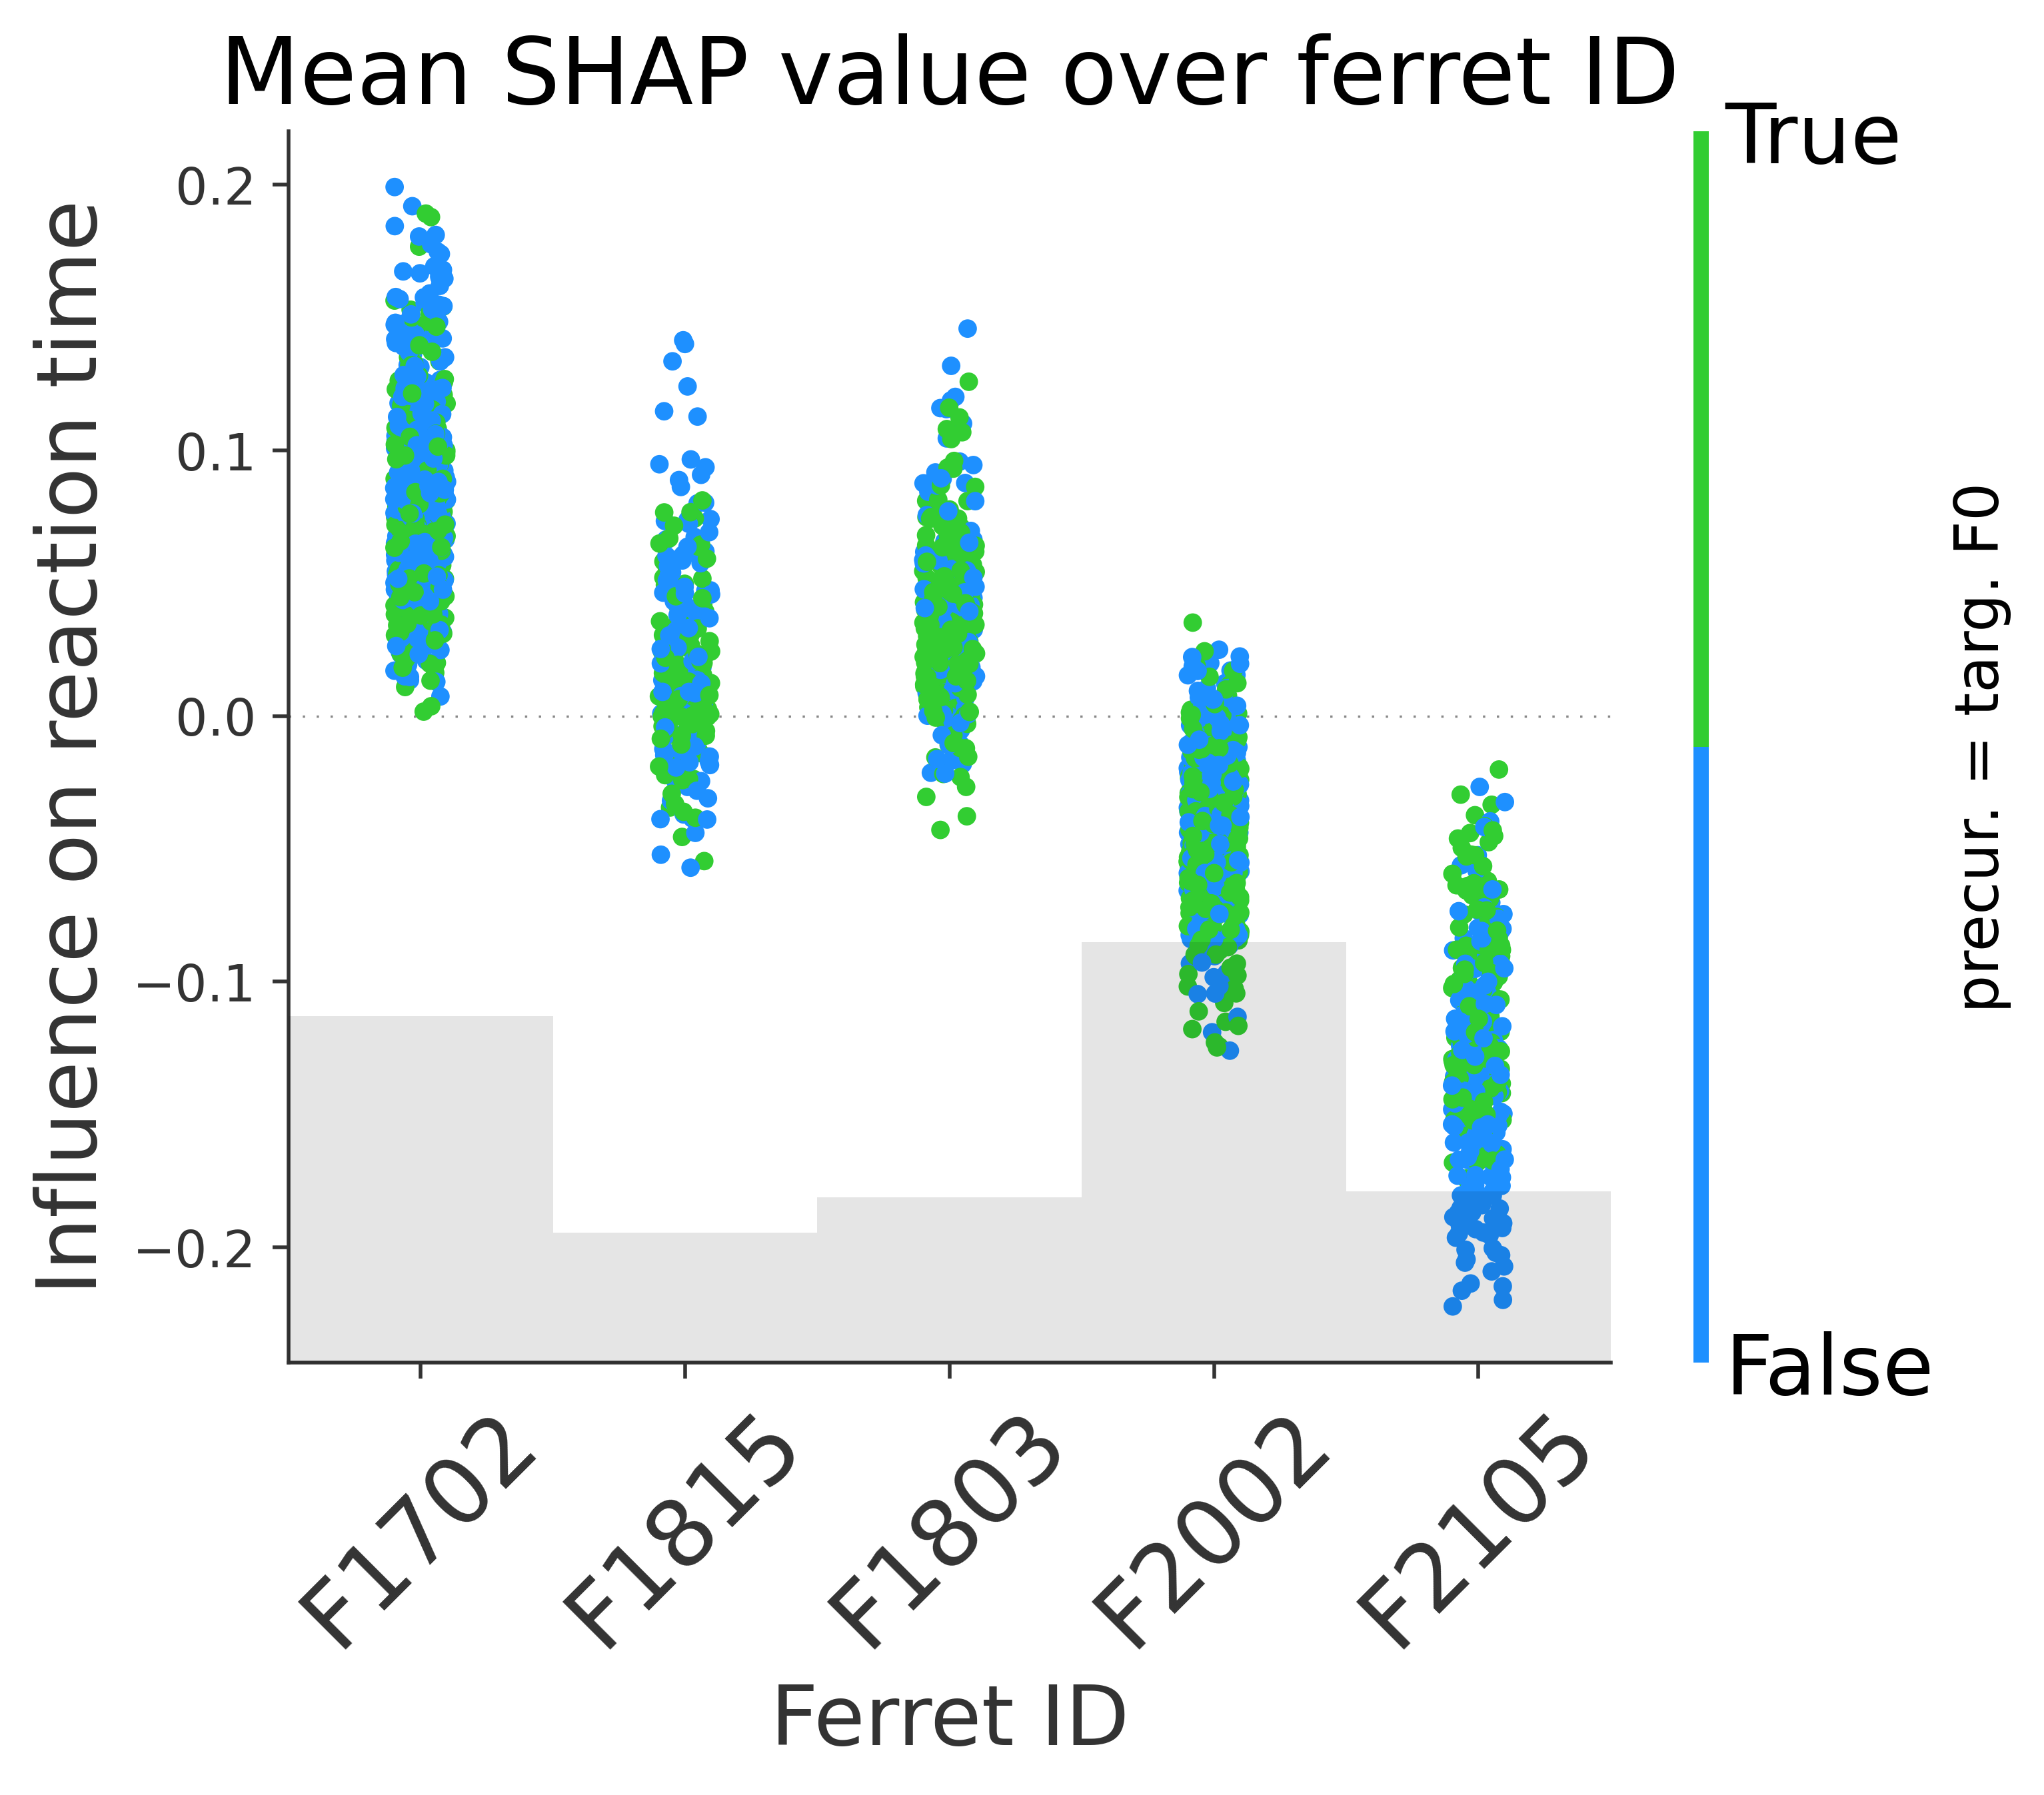 Mean SHAP value over ferret ID
True
0.2
0.1
0.0
−0.1
−0.2
Influence on reaction time
precur. = targ. F0
False
F1702
F1815
F1803
F2002
F2105
Ferret ID